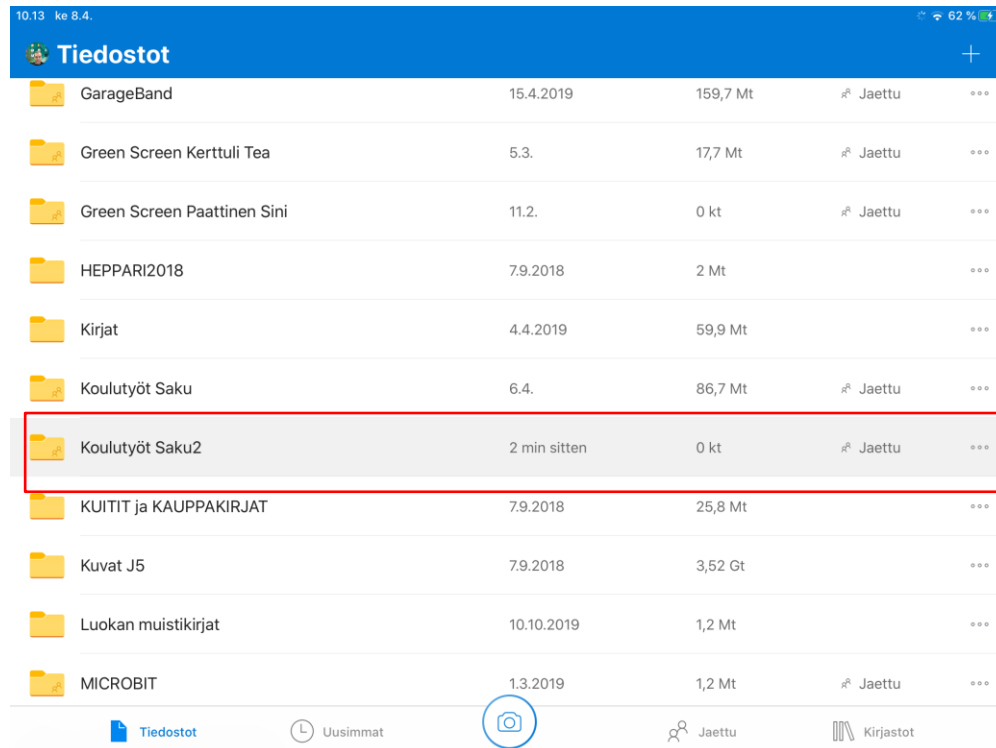 10.13 ke 8.4. 62 %
Tiedostot
GarageBand 15.4.2019 159,7 Mt Jaettu
Green Screen Kerttuli Tea 5.3. 17,7 Mt Jaettu
Green Screen Paattinen Sini 11.2. 0 kt Jaettu
HEPPARI2018 7.9.2018 2 Mt
Kirjat 4.4.2019 59,9 Mt
Koulutyöt Saku 6.4. 86,7 Mt Jaettu
Koulutyöt Saku2 2 min sitten 0 kt Jaettu
KUITIT ja KAUPPAKIRJAT 7.9.2018 25,8 Mt
Kuvat J5 7.9.2018 3,52 Gt
Luokan muistikirjat 10.10.2019 1,2 Mt
MICROBIT 1.3.2019 1,2 Mt Jaettu
Tiedostot Uusimmat Jaettu Kirjastot